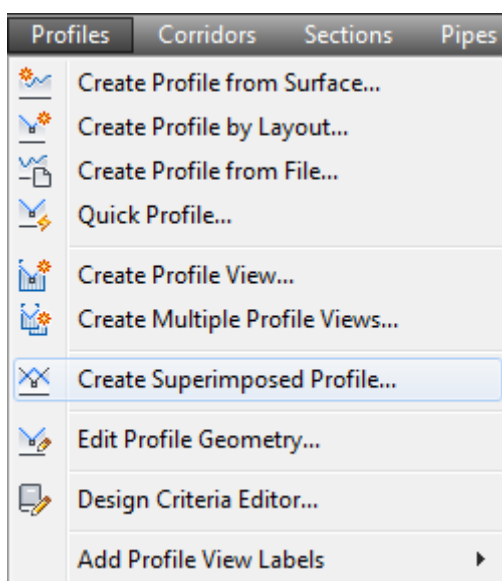 Profiles Corridors Sections Pipes
Create Profile from Surface...
Create Profile by Layout...
Create Profile from File...
Quick Profile...
Create Profile View...
Create Multiple Profile Views...
Create Superimposed Profile...
Edit Profile Geometry...
Design Criteria Editor...
Add Profile View Labels